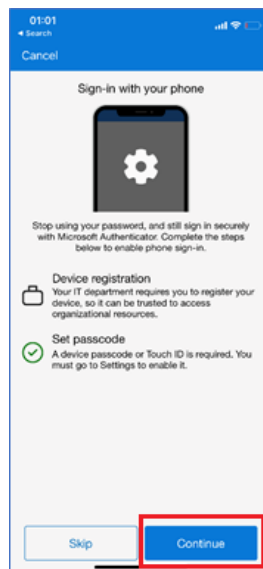 01:01
Search
Cancel
Sign-in with your phone
Stop using your password, and still sign in securely
with Microsoft Authenticator. Complete the steps
below to enable phone sign-in.
Device registration
Your IT department requires you to register your
device, so it can be trusted to access
organizational resources.
Set passcode
A device passcode or Touch ID is required. You
must go to Settings to enable it.
Skip
Continue